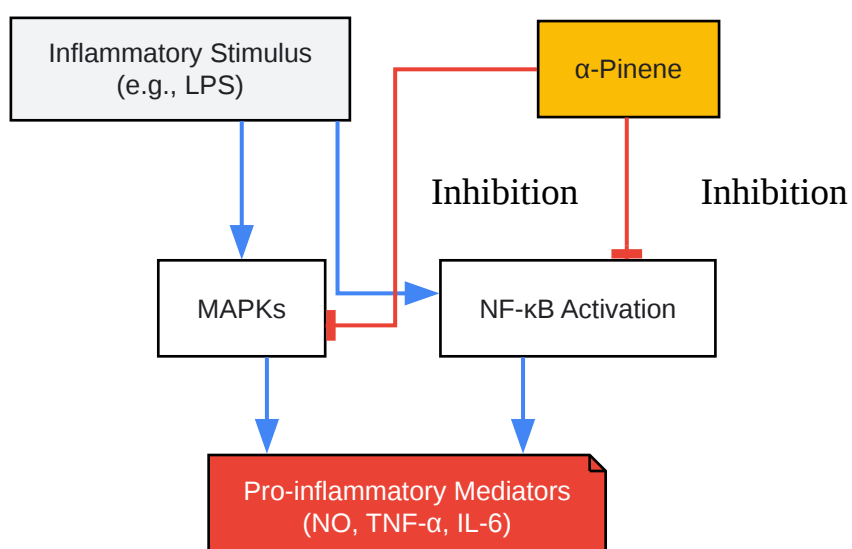 Inflammatory Stimulus
(e.g., LPS)
α-Pinene
Inhibition
Inhibition
MAPKs
NF-κB Activation
Pro-inflammatory Mediators
(NO, TNF-α, IL-6)